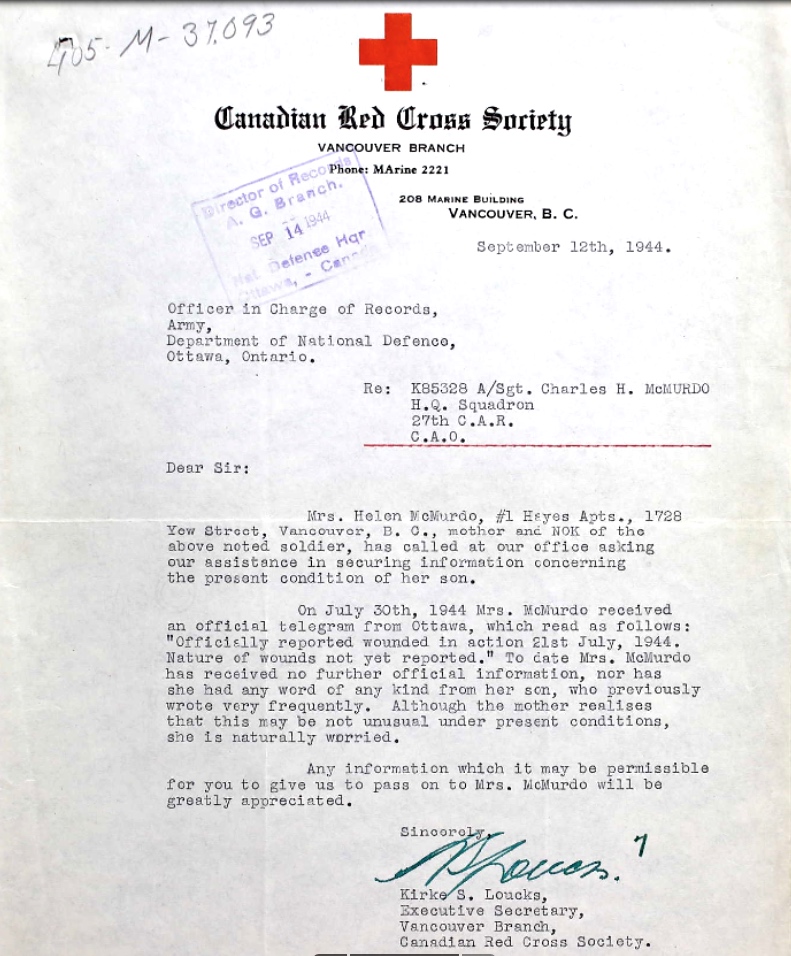 405-M-37,093
Canadian Red Cross Society
VANCOUVER BRANCH
Phone: MArine 2221
208 MARINE BUILDING
VANCOUVER, B. C.
Director of Records
A. G. Branch.
SEP 14 1944
Nat. Defense Hqr
Ottawa, - Canada
September 12th, 1944.
Officer in Charge of Records,
Army,
Department of National Defence,
Ottawa, Ontario.
Re: K85328 A/Sgt. Charles H. McMURDO
H.Q. Squadron
27th C.A.R.
C.A.O.
Dear Sir:
Mrs. Helen McMurdo, #1 Hayes Apts., 1728
Yew Street, Vancouver, B. C., mother and NOK of the
above noted soldier, has called at our office asking
our assistance in securing information concerning
the present condition of her son.
On July 30th, 1944 Mrs. McMurdo received
an official telegram from Ottawa, which read as follows:
"Officially reported wounded in action 21st July, 1944.
Nature of wounds not yet reported." To date Mrs. McMurdo
has received no further official information, nor has
she had any word of any kind from her son, who previously
wrote very frequently. Although the mother realises
that this may be not unusual under present conditions,
she is naturally worried.
Any information which it may be permissible
for you to give us to pass on to Mrs. McMurdo will be
greatly appreciated.
Sincerely,
Loucks.
7
Kirke S. Loucks,
Executive Secretary,
Vancouver Branch,
Canadian Red Cross Society.